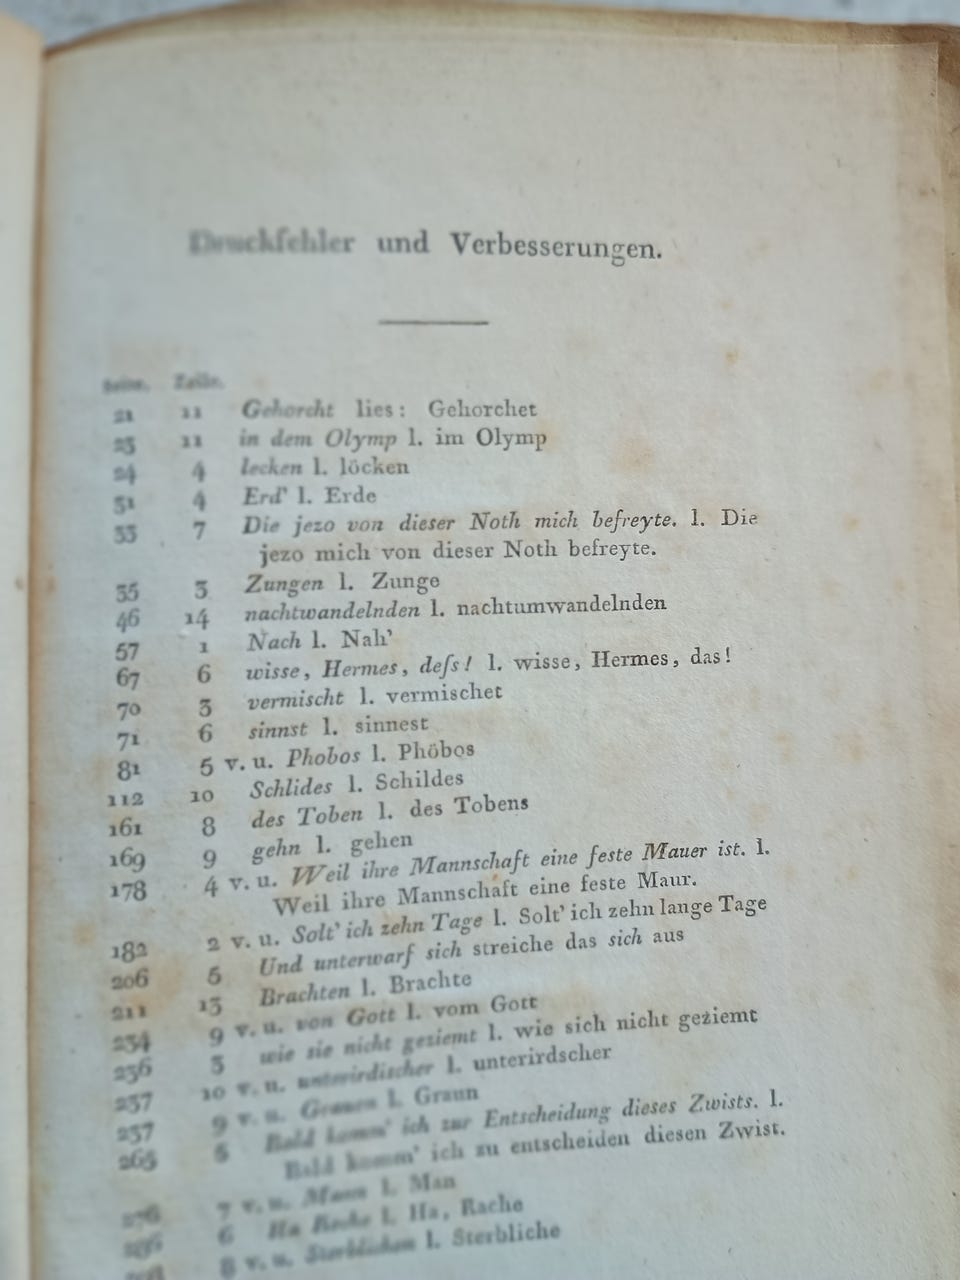 Druckfehler und Verbesserungen.
Seite. Zeile.
21 11 Gehorcht lies: Gehorchet
23 11 in dem Olymp l. im Olymp
24 4 lecken l. löcken
31 4 Erd' l. Erde
33 7 Die jezo von dieser Noth mich befreyte. l. Die
jezo mich von dieser Noth befreyte.
35 3 Zungen l. Zunge
46 14 nachtwandelnden l. nachtumwandelnden
57 1 Nach l. Nah'
67 6 wisse, Hermes, deſs! l. wisse, Hermes, das!
70 3 vermischt l. vermischet
71 6 sinnst l. sinnest
81 5 v. u. Phobos l. Phöbos
112 10 Schlides l. Schildes
161 8 des Toben l. des Tobens
169 9 gehn l. gehen
178 4 v. u. Weil ihre Mannschaft eine feste Mauer ist. l.
Weil ihre Mannschaft eine feste Maur.
182 2 v. u. Solt' ich zehn Tage l. Solt' ich zehn lange Tage
206 5 Und unterwarf sich streiche das sich aus
211 13 Brachten l. Brachte
234 9 v. u. von Gott l. vom Gott
236 3 wie sie nicht geziemt l. wie sich nicht geziemt
237 10 v. u. unterirdischer l. unterirdscher
237 9 v. u. Grauen l. Graun
265 5 Bald komm' ich zur Entscheidung dieses Zwists. l.
Bald komm' ich zu entscheiden diesen Zwist.
276 7 v. u. Mann l. Man
6 Ha Rache l. Ha, Rache
8 v. u. Sterblichen l. Sterbliche